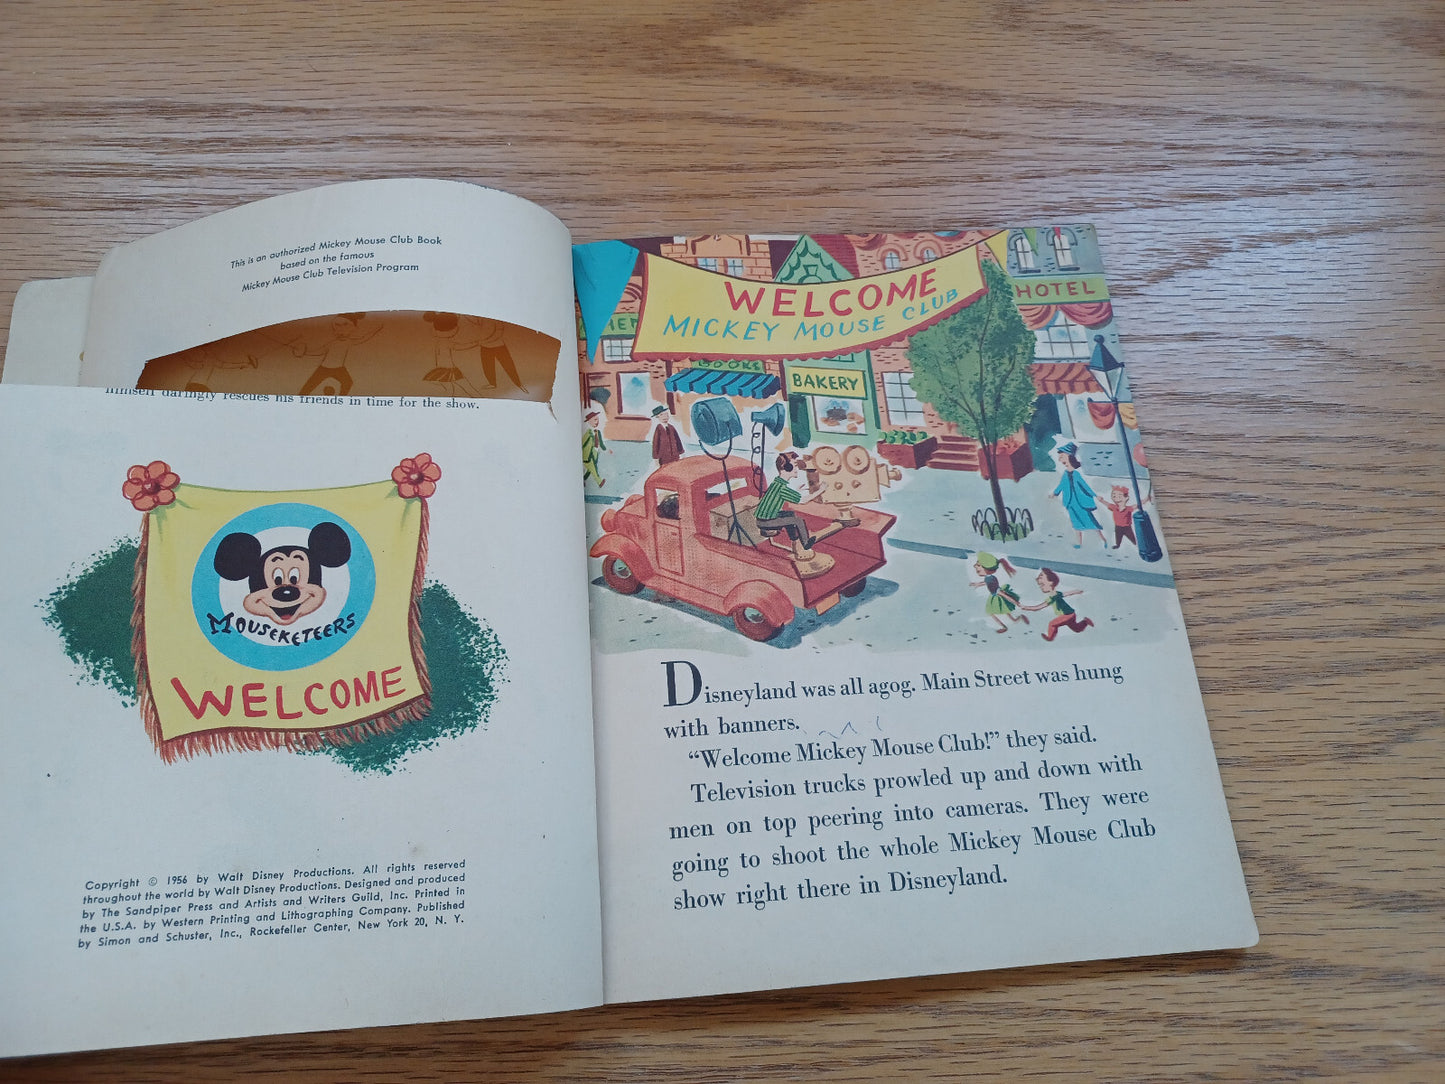 This is an authorized Mickey Mouse Club Book
based on the famous
Mickey Mouse Club Television Program
himself daringly rescues his friends in time for the show.
MOUSEKETEERS
WELCOME
Copyright © 1956 by Walt Disney Productions. All rights reserved
throughout the world by Walt Disney Productions. Designed and produced
by The Sandpiper Press and Artists and Writers Guild, Inc. Printed in
the U.S.A. by Western Printing and Lithographing Company. Published
by Simon and Schuster, Inc., Rockefeller Center, New York 20, N. Y.
WELCOME
MICKEY MOUSE CLUB
HOTEL
BOOKS
BAKERY
Disneyland was all agog. Main Street was hung
with banners.
“Welcome Mickey Mouse Club!” they said.
Television trucks prowled up and down with
men on top peering into cameras. They were
going to shoot the whole Mickey Mouse Club
show right there in Disneyland.